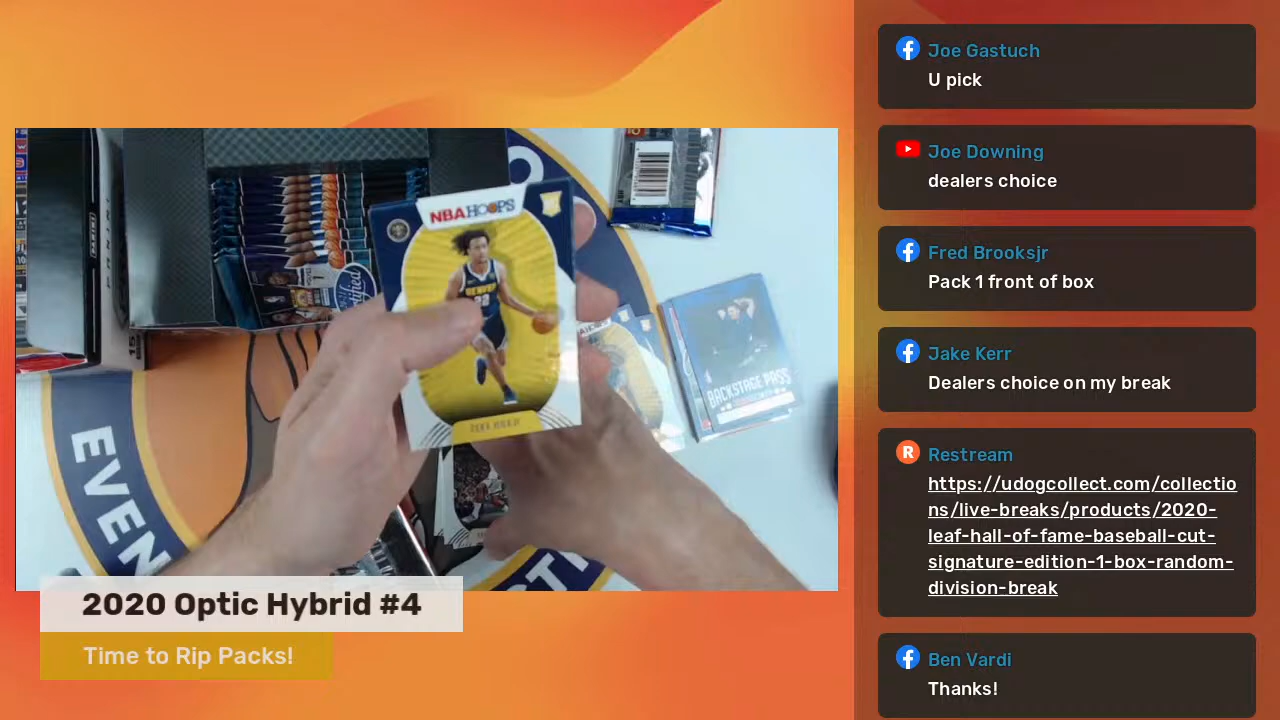 Joe Gastuch
U pick
Joe Downing
dealers choice
Fred Brooksjr
Pack 1 front of box
Jake Kerr
Dealers choice on my break
Restream
https://udogcollect.com/collectio
ns/live-breaks/products/2020-
leaf-hall-of-fame-baseball-cut-
signature-edition-1-box-random-
division-break
Ben Vardi
Thanks!
NBA HOOPS
DENVER
BACKSTAGE PASS
PANINI
EVEN
2020 Optic Hybrid #4
Time to Rip Packs!